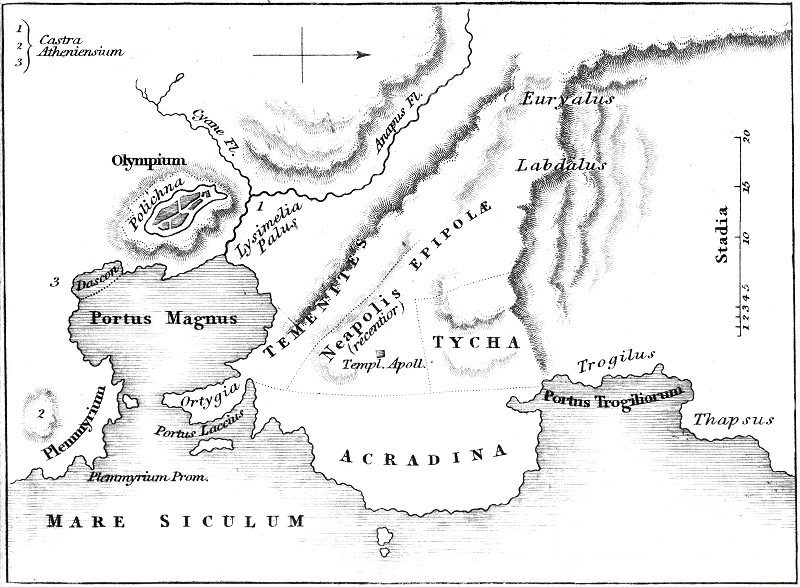 1
2
3
Castra
Atheniensium
Cyane Fl.
Anapus Fl.
Euryalus
Labdalus
Olympium
Polichna
1
Lysimelia
Palus
EPIPOLÆ
TEMENITES
Stadia
20
15
10
1 2 3 4 5
3
Dascon
Portus Magnus
Neapolis
(recentior)
Templ. Apoll.
TYCHA
Trogilus
Portus Trogiliorum
Thapsus
Ortygia
Portus Laccius
2
Plemmyrium
Plemmyrium Prom.
ACRADINA
MARE SICULUM